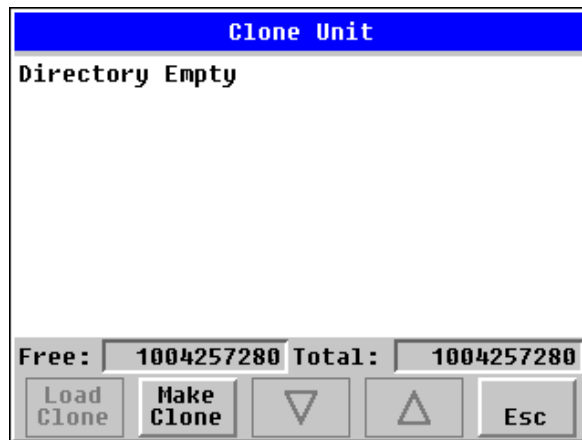 Clone Unit
Directory Empty
Free: 1004257280 Total: 1004257280
Load Clone
Make Clone
Esc